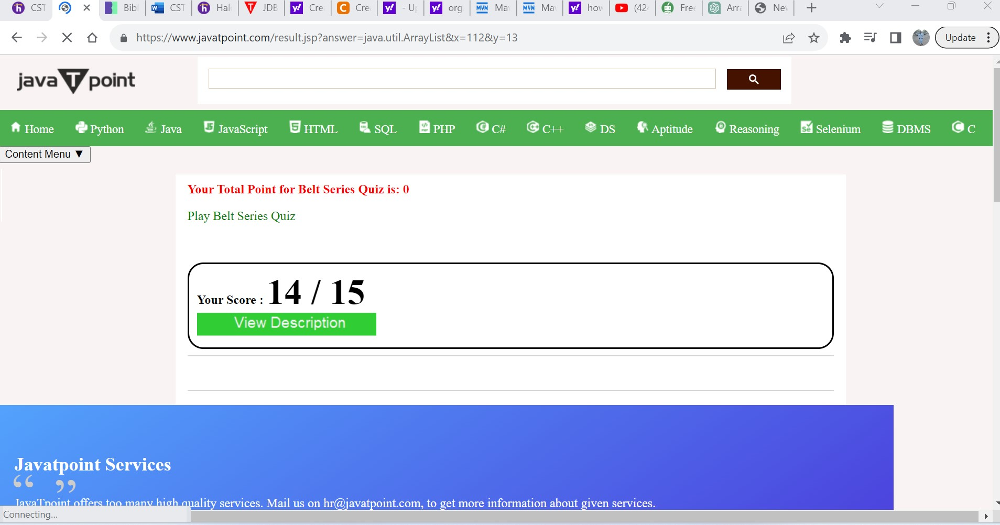 CST
Bib
CST
Hal
JDB
Cre
Cre
- U
org
Ma
Ma
how
(42
Free
Arra
Nev
https://www.javatpoint.com/result.jsp?answer=java.util.ArrayList&x=112&y=13
Update
java T point
Home Python Java JavaScript HTML SQL PHP C# C++ DS Aptitude Reasoning Selenium DBMS C
Content Menu ▼
Your Total Point for Belt Series Quiz is: 0
Play Belt Series Quiz
Your Score : 14 / 15
View Description
Javatpoint Services
“ ”
JavaTpoint offers too many high quality services. Mail us on hr@javatpoint.com, to get more information about given services.
Connecting...